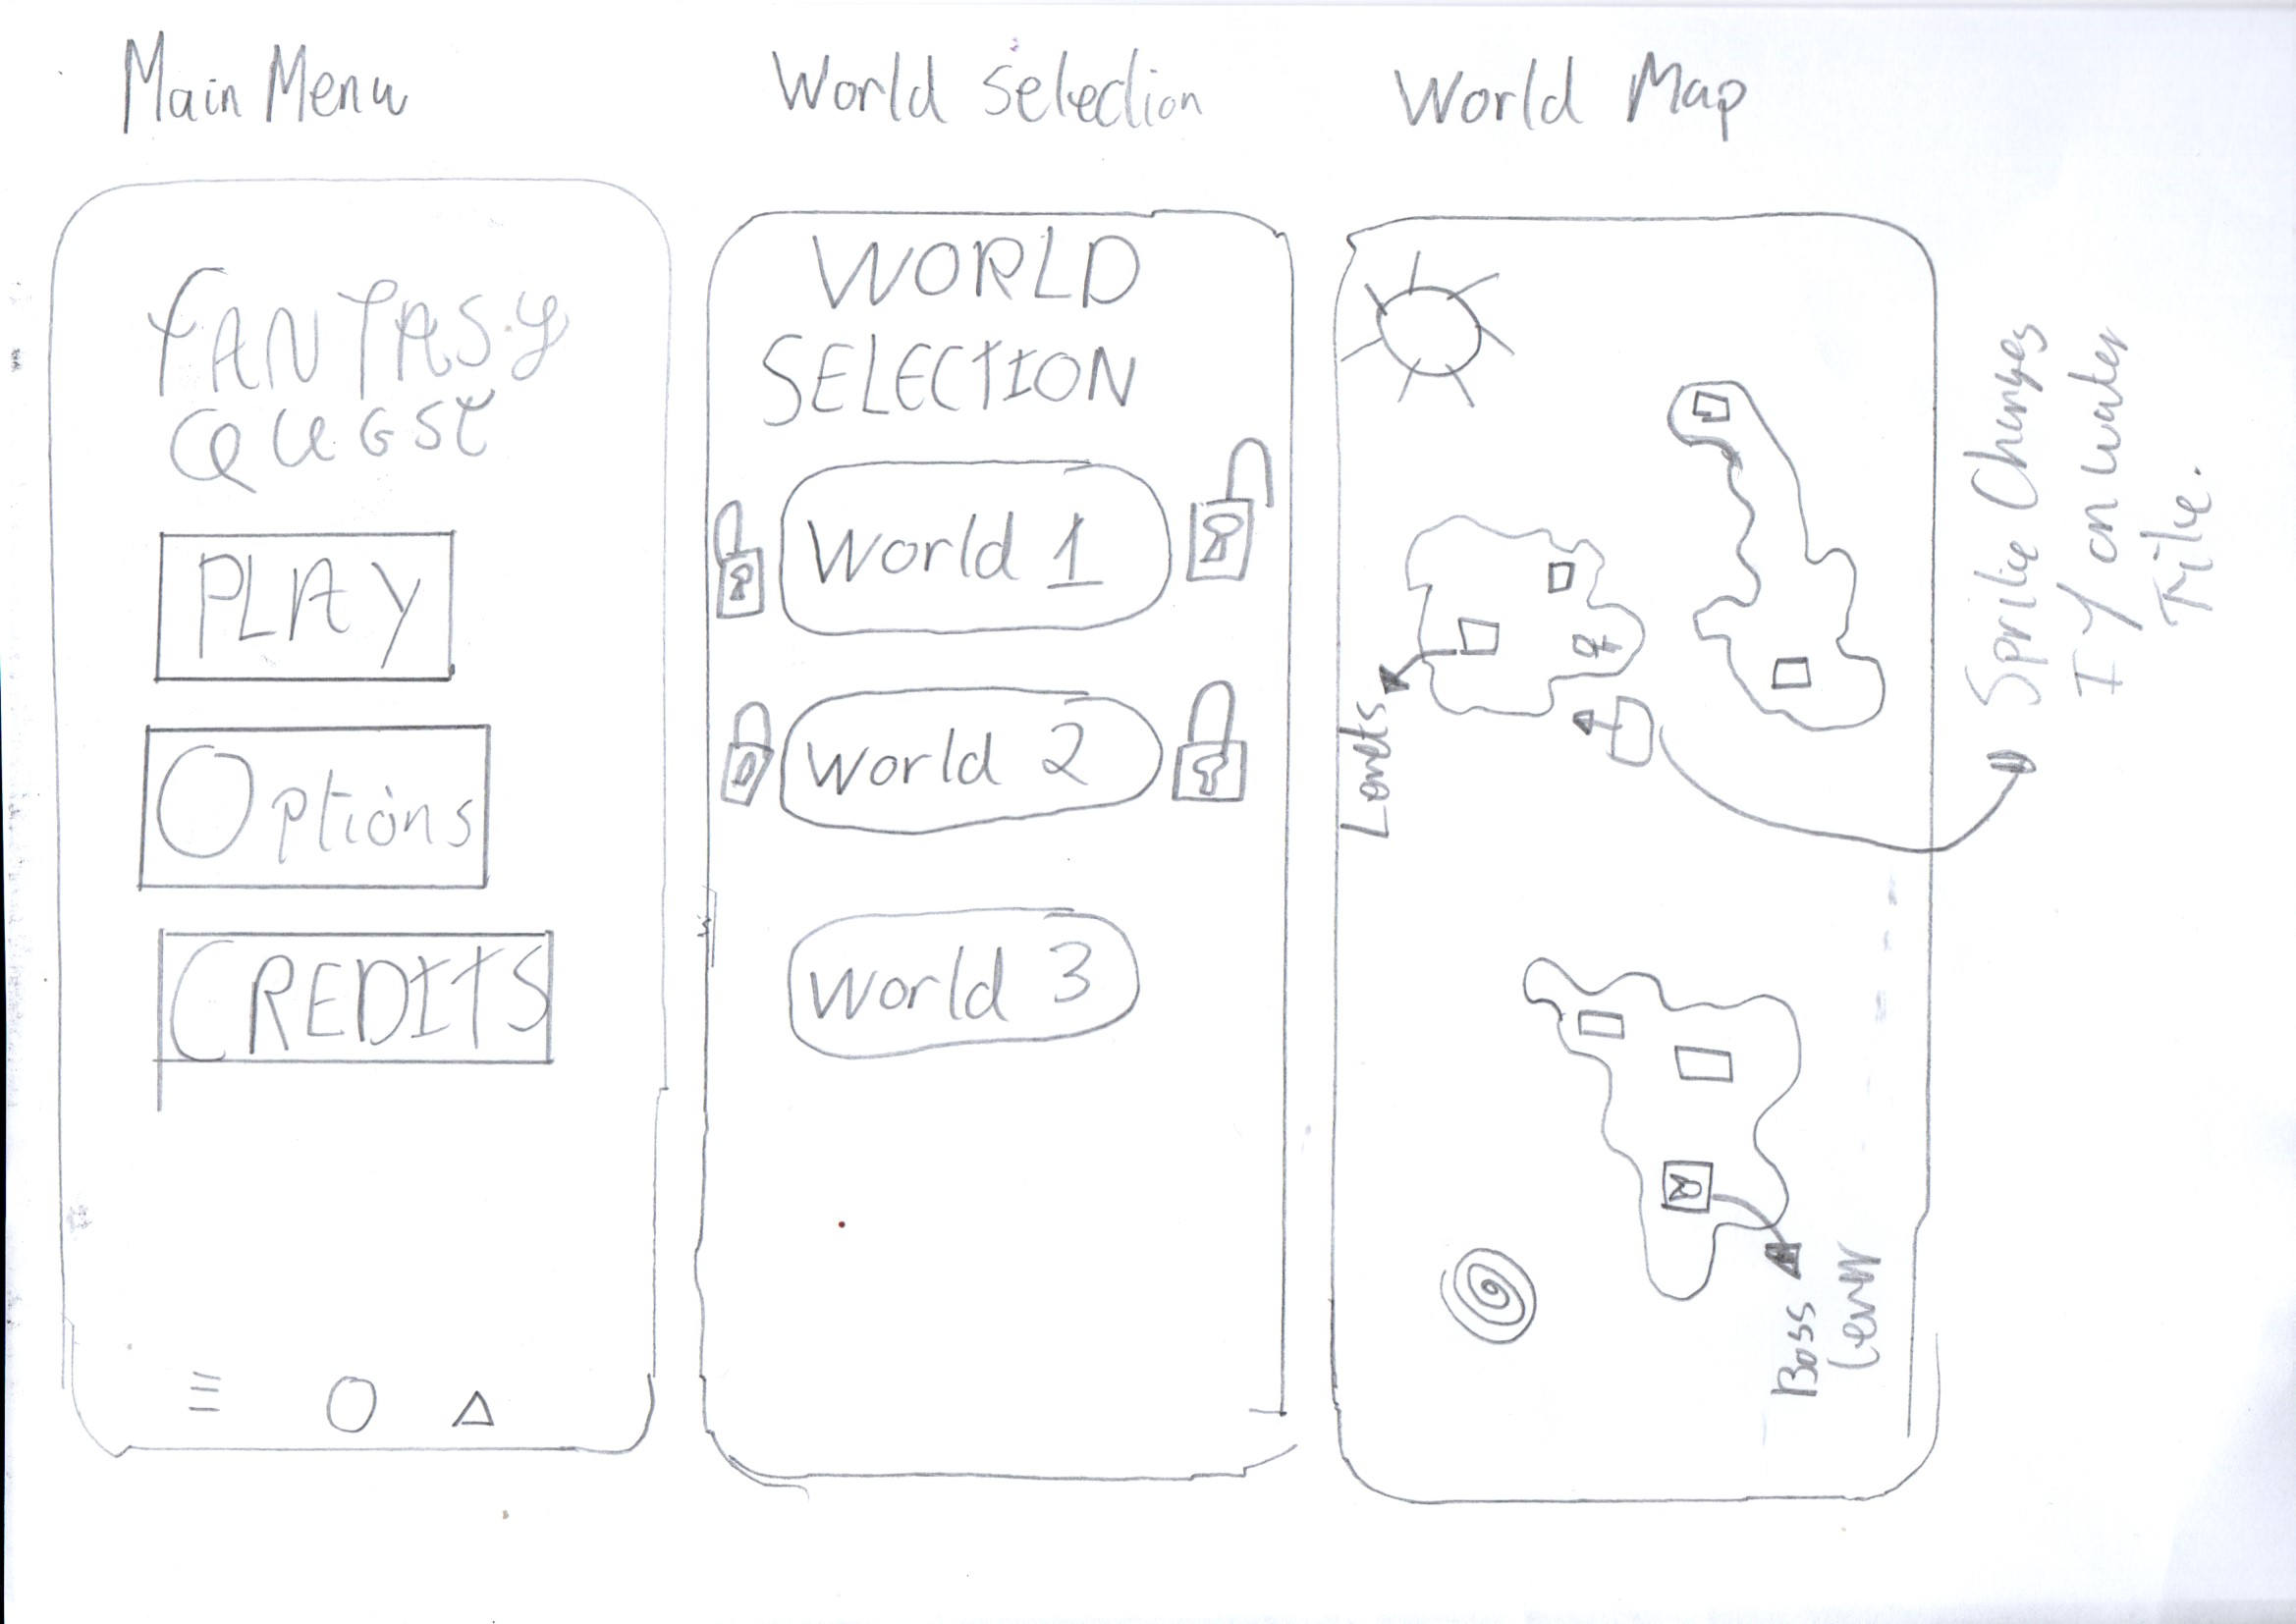 Main Menu
World Selection
World Map
FANTASY
QUEST
PLAY
Options
CREDITS
WORLD
SELECTION
World 1
World 2
World 3
Levels
Boss
Level
Sprite Changes
If on water
Tile.